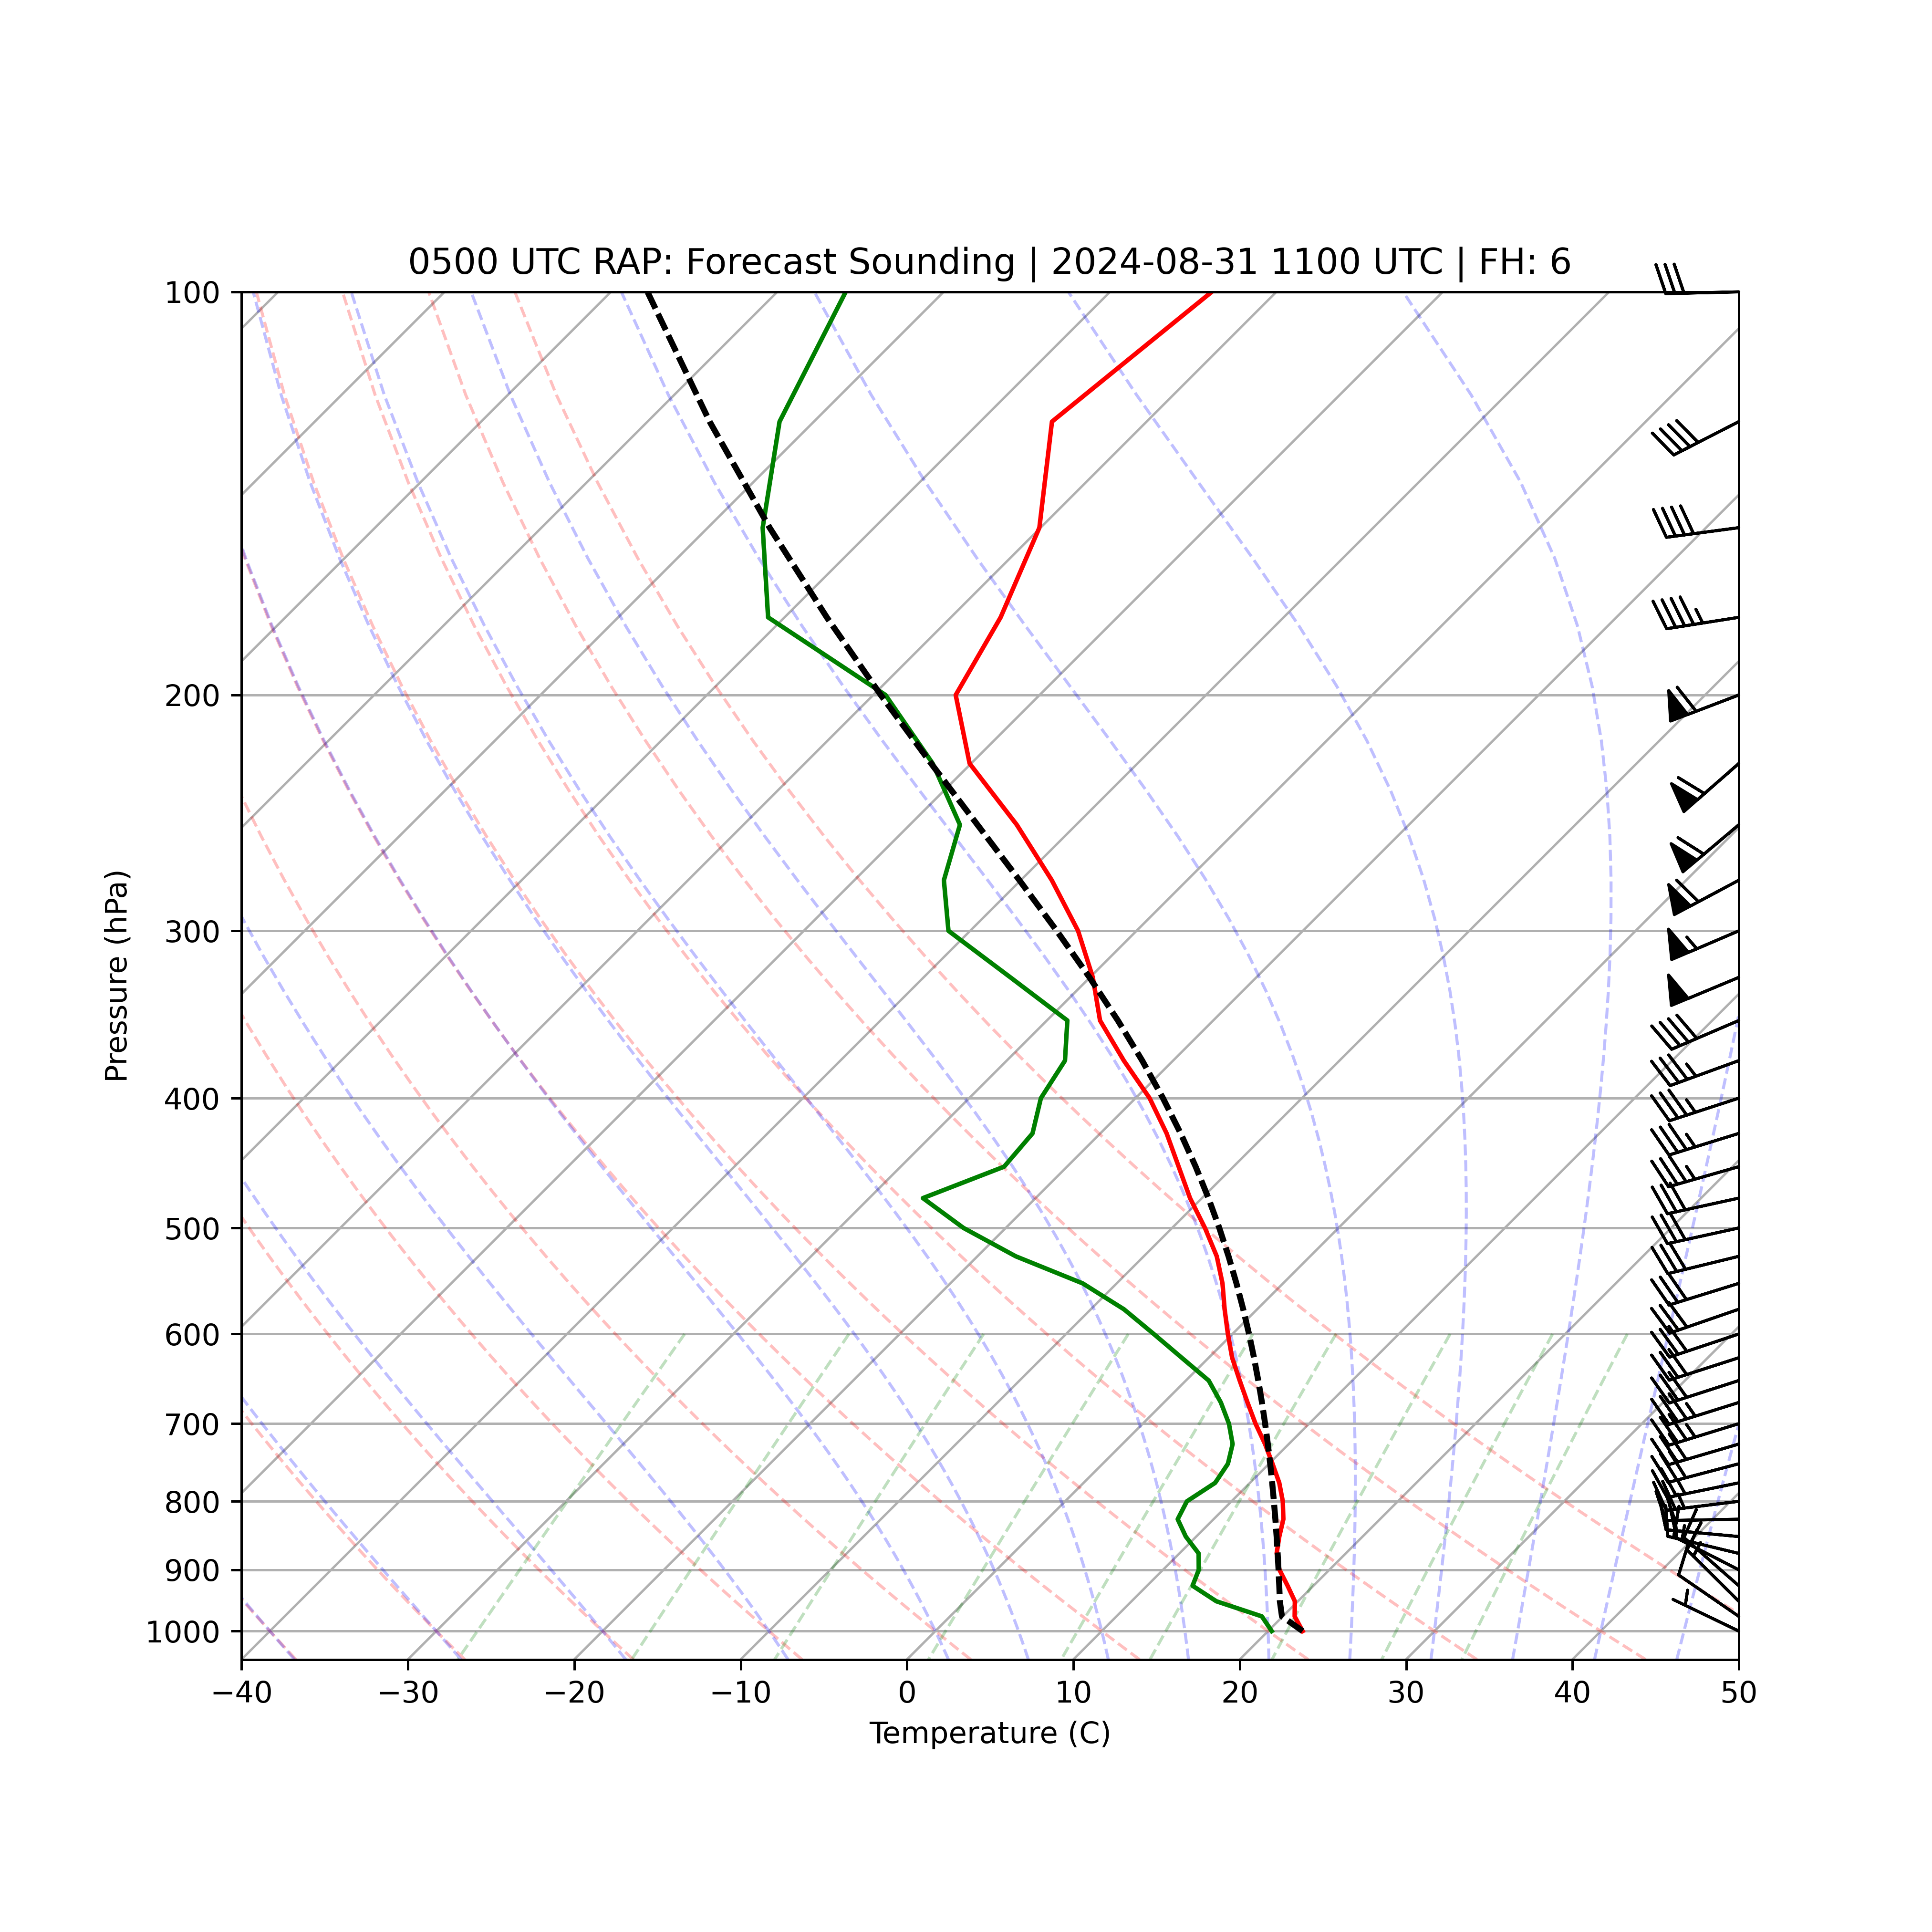 0500 UTC RAP: Forecast Sounding | 2024-08-31 1100 UTC | FH: 6
100
200
300
400
500
600
700
800
900
1000
Pressure (hPa)
−40 −30 −20 −10 0 10 20 30 40 50
Temperature (C)